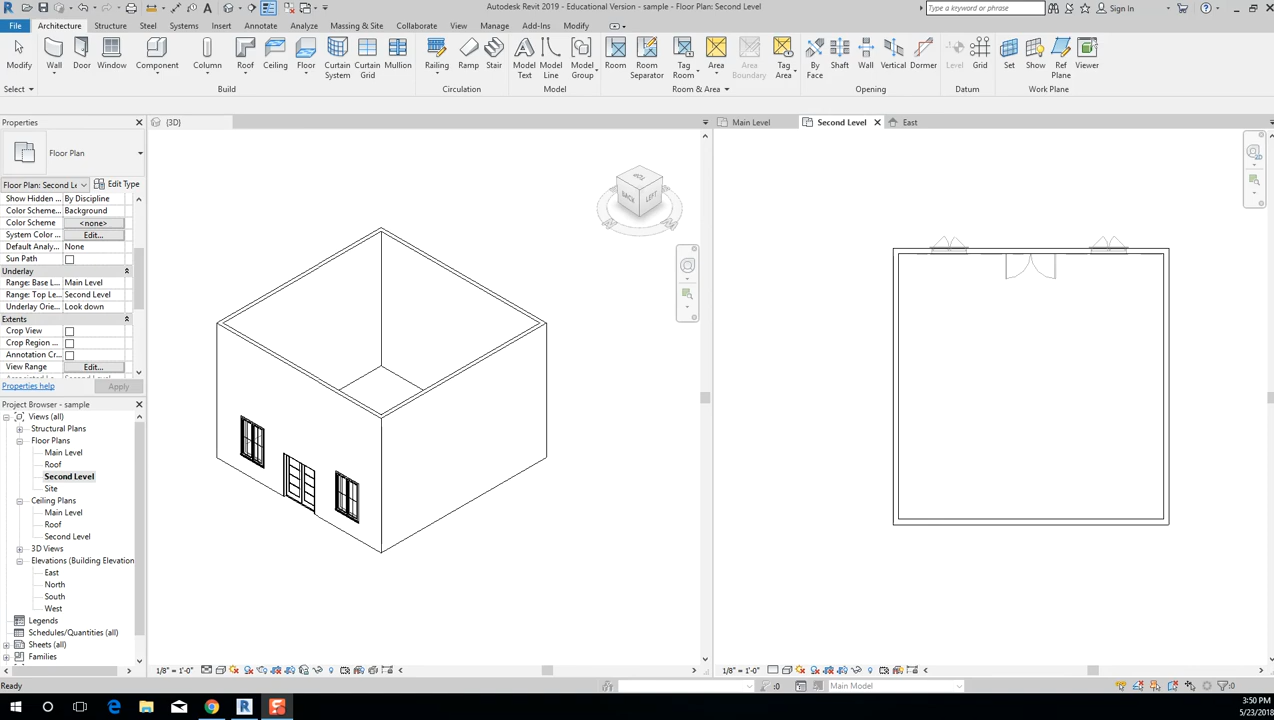 Autodesk Revit 2019 - Educational Version - sample - Floor Plan: Second Level
Type a keyword or phrase
Sign In
File Architecture Structure Steel Systems Insert Annotate Analyze Massing & Site Collaborate View Manage Add-Ins Modify
Modify Wall Door Window Component Column Roof Ceiling Floor Curtain System Curtain Grid Mullion Railing Ramp Stair Model Text Model Line Model Group Room Room Separator Tag Room Area Area Boundary Tag Area By Face Shaft Wall Vertical Dormer Level Grid Set Show Ref Plane Viewer
Select Build Circulation Model Room & Area Opening Datum Work Plane
Properties
{3D}
Main Level Second Level East
Floor Plan
Floor Plan: Second Le Edit Type
Show Hidden ... By Discipline
Color Scheme... Background
Color Scheme <none>
System Color ... Edit...
Default Analy... None
Sun Path
Underlay
Range: Base L... Main Level
Range: Top Le... Second Level
Underlay Orie... Look down
Extents
Crop View
Crop Region ...
Annotation Cr...
View Range Edit...
Properties help Apply
Project Browser - sample
Views (all)
Structural Plans
Floor Plans
Main Level
Roof
Second Level
Site
Ceiling Plans
Main Level
Roof
Second Level
3D Views
Elevations (Building Elevation
East
North
South
West
Legends
Schedules/Quantities (all)
Sheets (all)
Families
TOP
BACK LEFT
1/8" = 1'-0"
1/8" = 1'-0"
Ready
:0
Main Model
:0
3:50 PM
5/23/2018